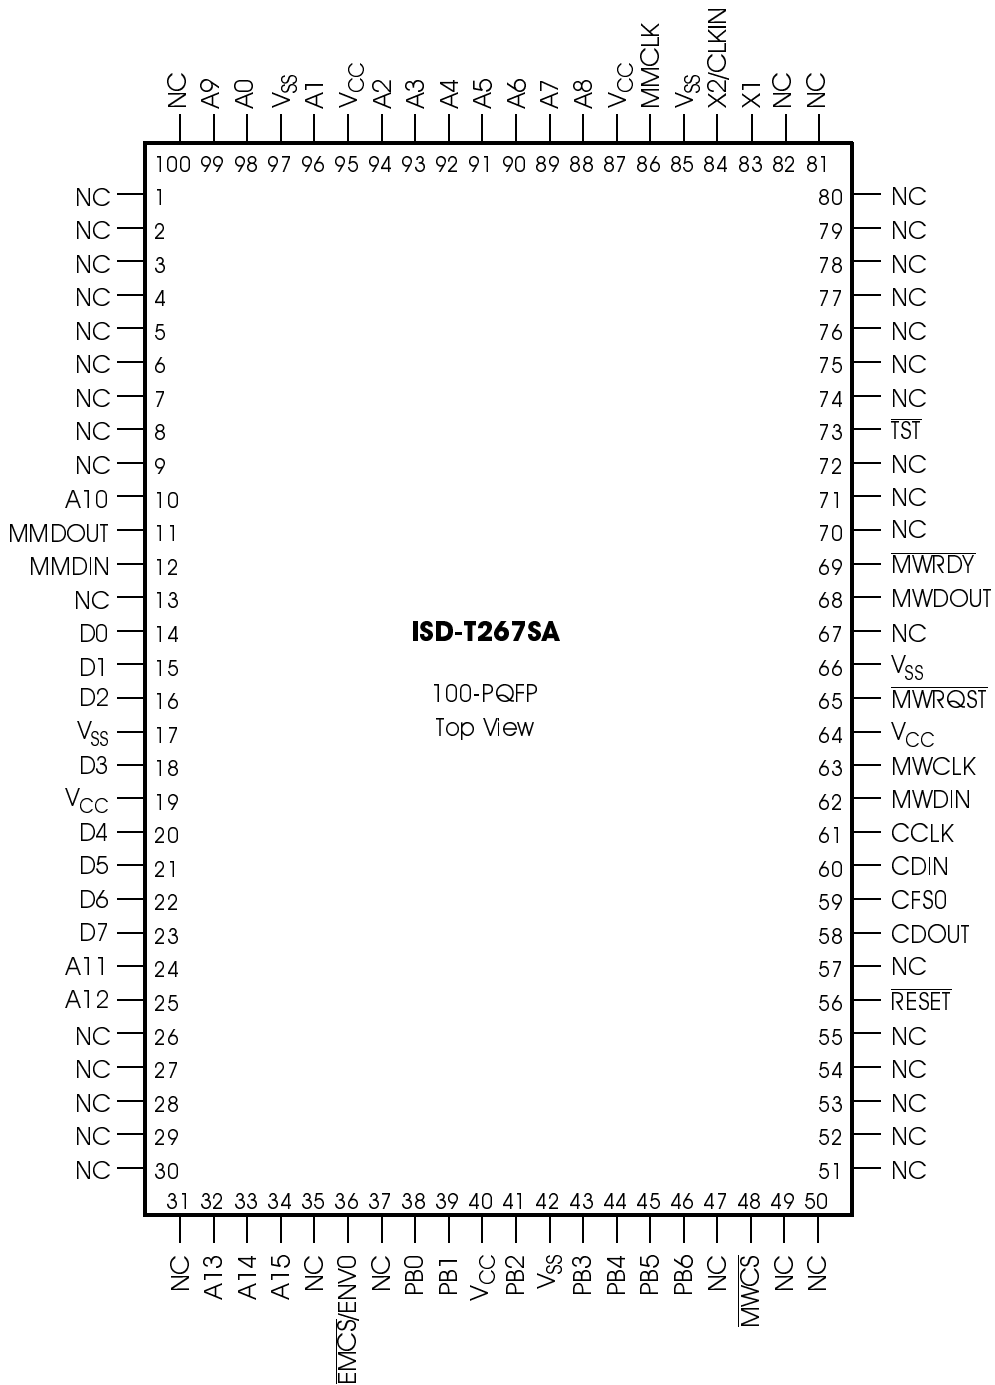 NC A9 A0 VSS A1 VCC A2 A3 A4 A5 A6 A7 A8 VCC MMCLK VSS X2/CLKIN X1 NC NC
100 99 98 97 96 95 94 93 92 91 90 89 88 87 86 85 84 83 82 81
NC 1 80 NC
NC 2 79 NC
NC 3 78 NC
NC 4 77 NC
NC 5 76 NC
NC 6 75 NC
NC 7 74 NC
NC 8 73 TST
NC 9 72 NC
A10 10 71 NC
MMDOUT 11 70 NC
MMDIN 12 69 MWRDY
NC 13 68 MWDOUT
D0 14 ISD-T267SA 67 NC
D1 15 66 VSS
D2 16 100-PQFP 65 MWRQST
VSS 17 Top View 64 VCC
D3 18 63 MWCLK
VCC 19 62 MWDIN
D4 20 61 CCLK
D5 21 60 CDIN
D6 22 59 CFS0
D7 23 58 CDOUT
A11 24 57 NC
A12 25 56 RESET
NC 26 55 NC
NC 27 54 NC
NC 28 53 NC
NC 29 52 NC
NC 30 51 NC
31 32 33 34 35 36 37 38 39 40 41 42 43 44 45 46 47 48 49 50
NC A13 A14 A15 NC EMCS/ENV0 NC PB0 PB1 VCC PB2 VSS PB3 PB4 PB5 PB6 NC MWCS NC NC